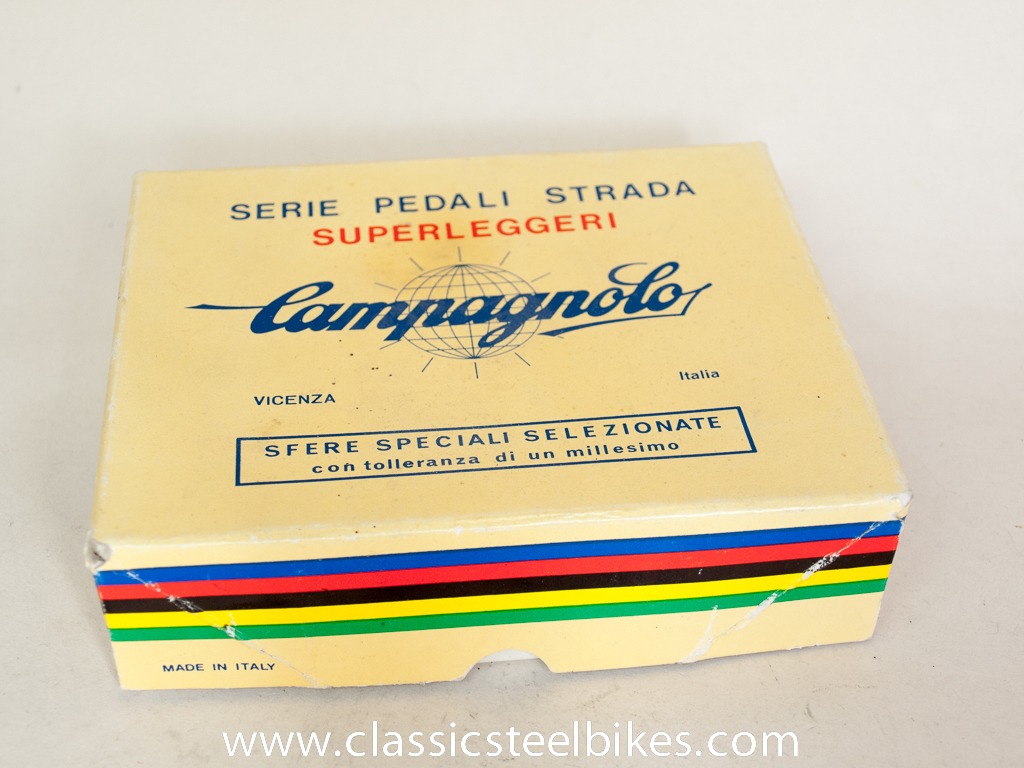 SERIE PEDALI STRADA
SUPERLEGGERI
Campagnolo
VICENZA Italia
SFERE SPECIALI SELEZIONATE
con tolleranza di un millesimo
MADE IN ITALY
www.classicsteelbikes.com